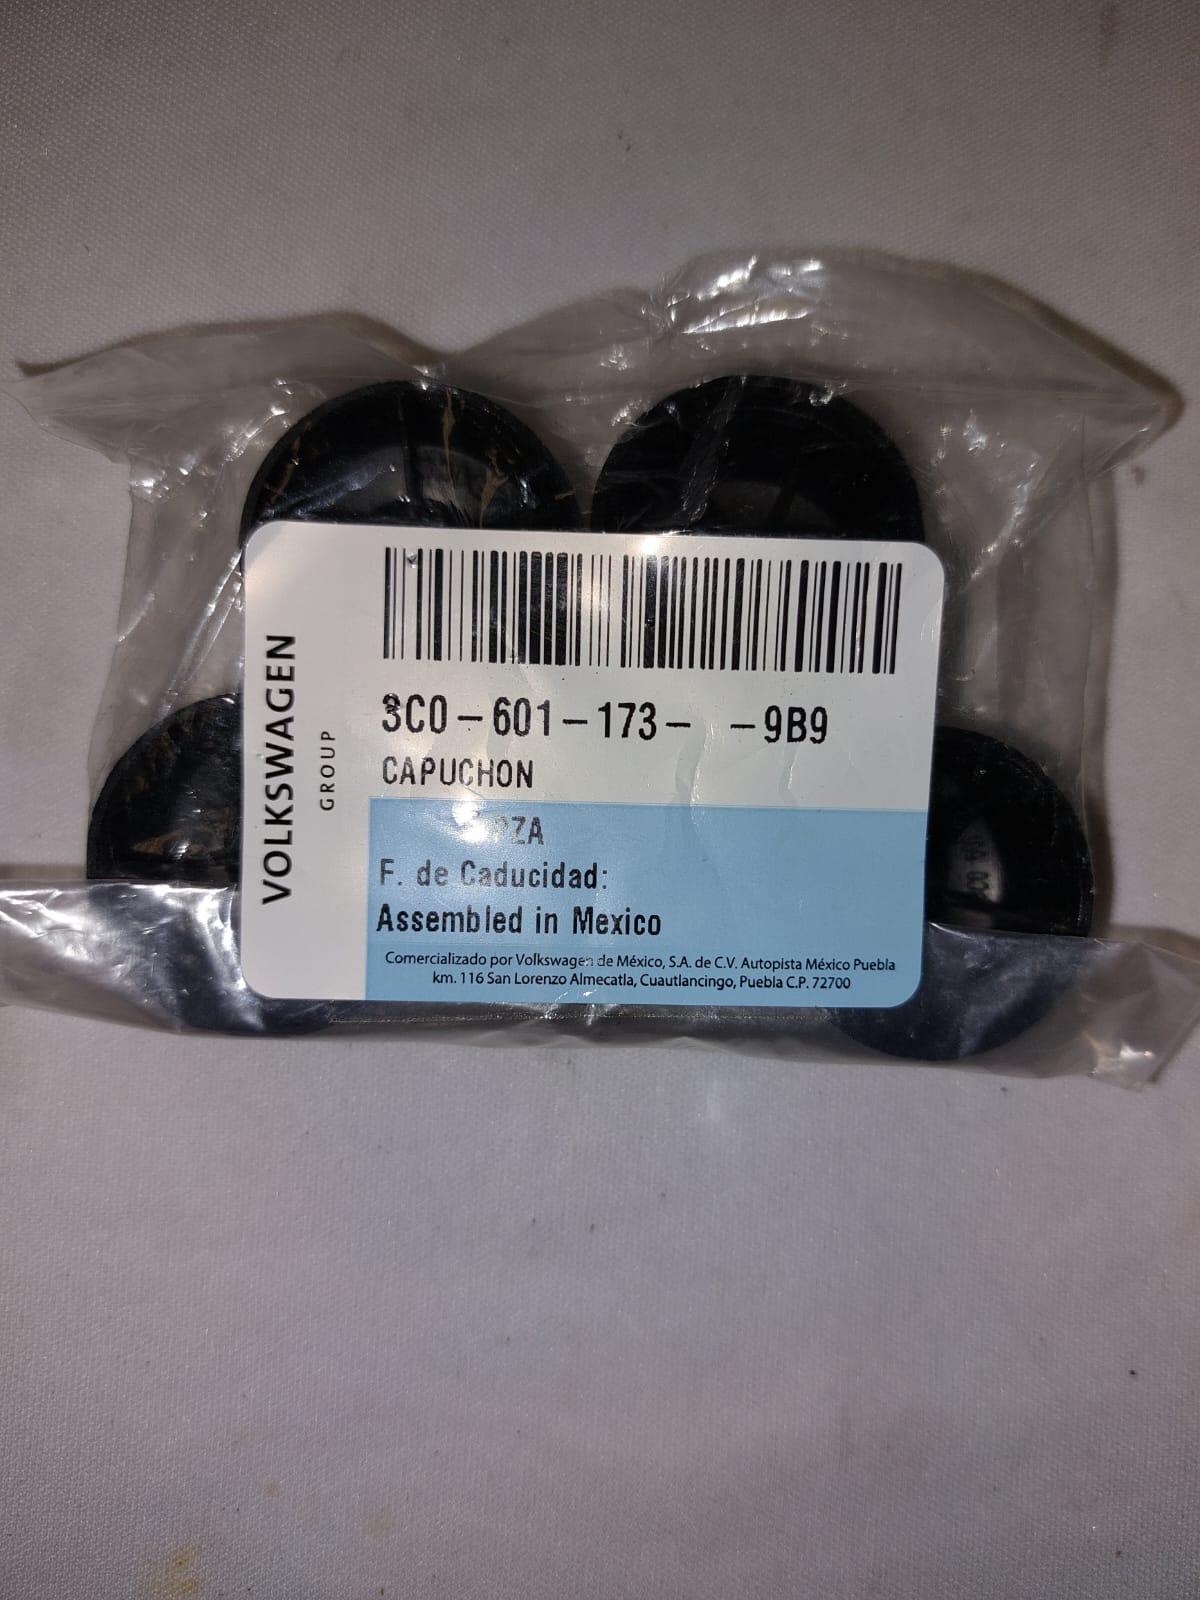 VOLKSWAGEN
GROUP
3C0-601-173- -9B9
CAPUCHON
PZA
F. de Caducidad:
Assembled in Mexico
Comercializado por Volkswagen de México, S.A. de C.V. Autopista México Puebla
km. 116 San Lorenzo Almecatla, Cuautlancingo, Puebla C.P. 72700